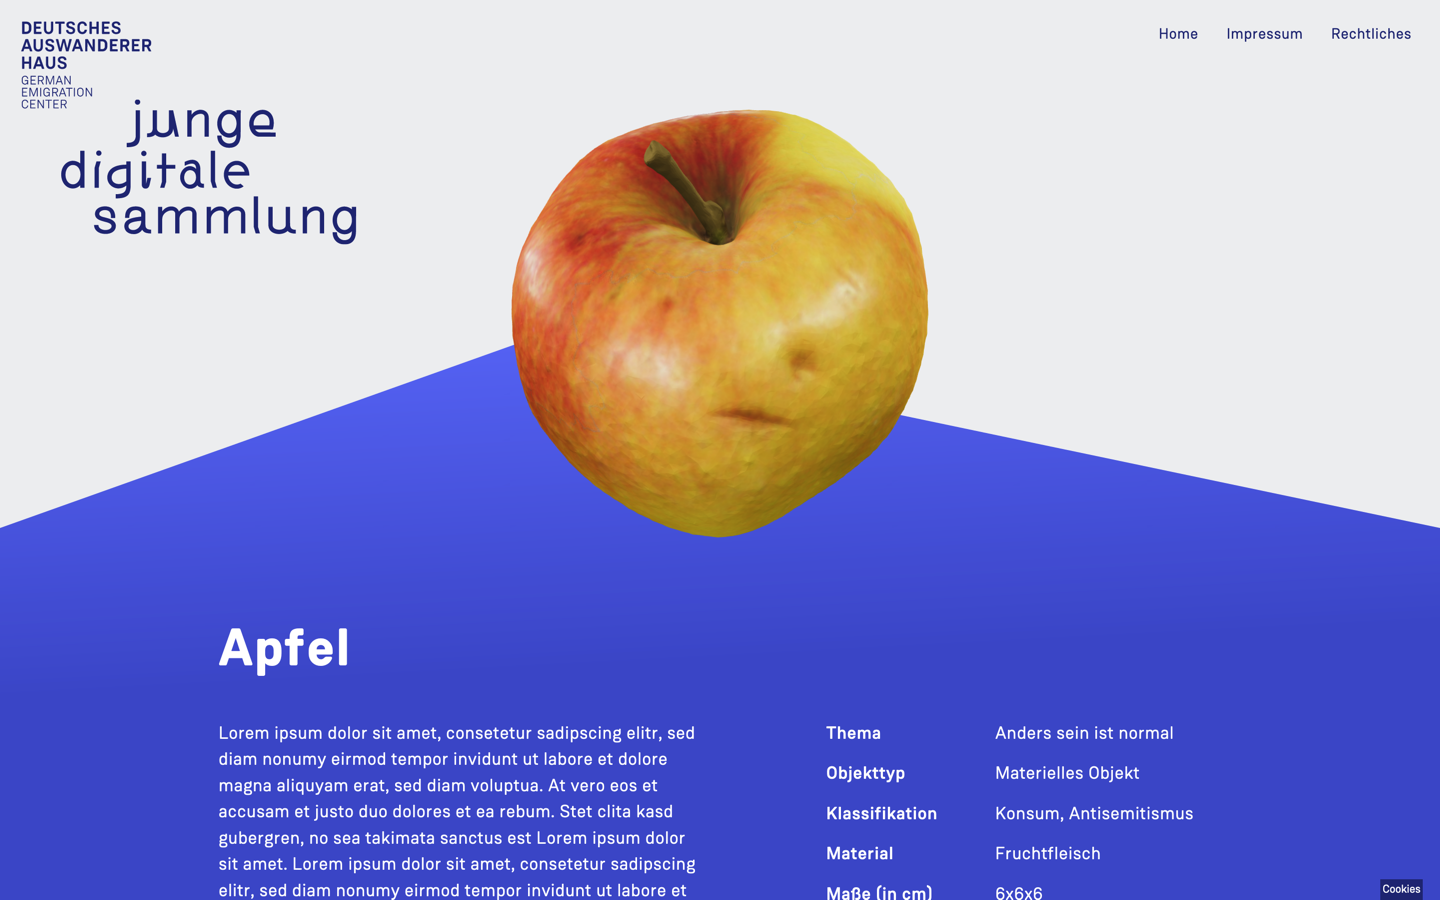 DEUTSCHES
AUSWANDERER
HAUS
GERMAN
EMIGRATION
CENTER
junge
digitale
sammlung
Home Impressum Rechtliches
Apfel
Lorem ipsum dolor sit amet, consetetur sadipscing elitr, sed
diam nonumy eirmod tempor invidunt ut labore et dolore
magna aliquyam erat, sed diam voluptua. At vero eos et
accusam et justo duo dolores et ea rebum. Stet clita kasd
gubergren, no sea takimata sanctus est Lorem ipsum dolor
sit amet. Lorem ipsum dolor sit amet, consetetur sadipscing
elitr, sed diam nonumy eirmod tempor invidunt ut labore et
Thema Anders sein ist normal
Objekttyp Materielles Objekt
Klassifikation Konsum, Antisemitismus
Material Fruchtfleisch
Maße (in cm) 6x6x6
Cookies